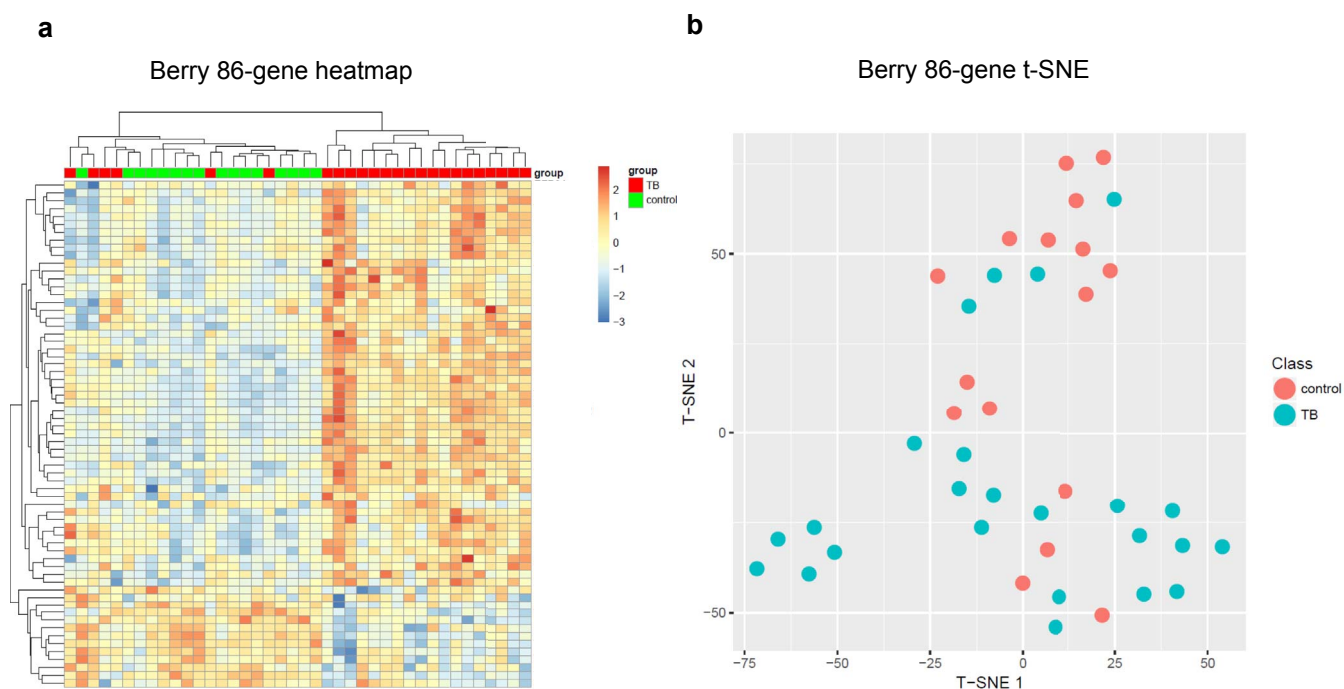 a
Berry 86-gene heatmap
group
group
TB
control
2
1
0
−1
−2
−3
b
Berry 86-gene t-SNE
50
0
−50
T-SNE 2
−75
−50
−25
0
25
50
T-SNE 1
Class
control
TB